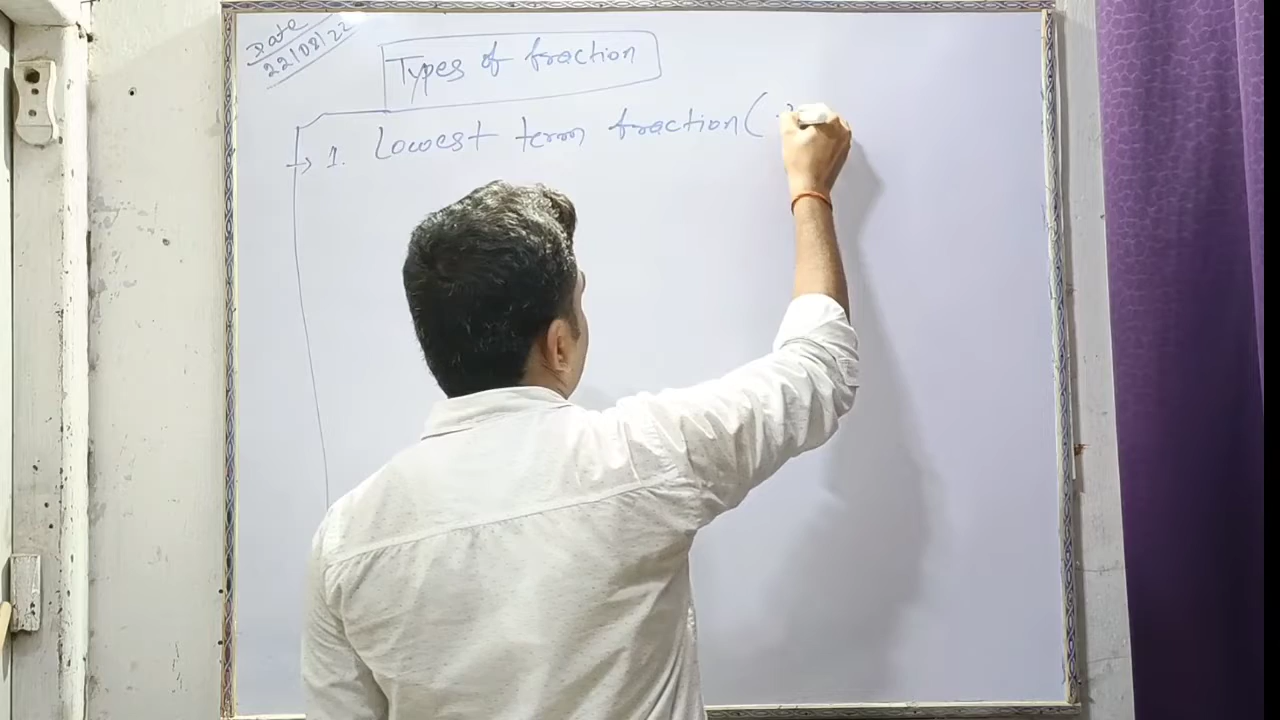 Date
22/08/22
Types of fraction
→ 1. Lowest term fraction (